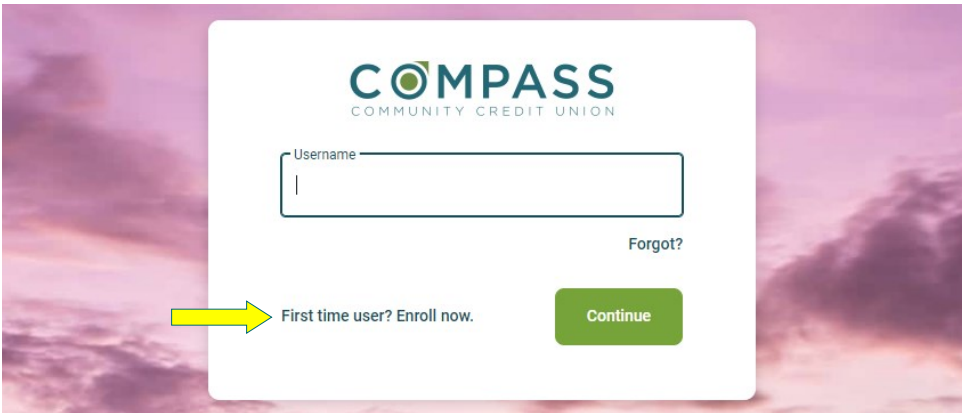 COMPASS
COMMUNITY CREDIT UNION
Username
Forgot?
First time user? Enroll now.
Continue